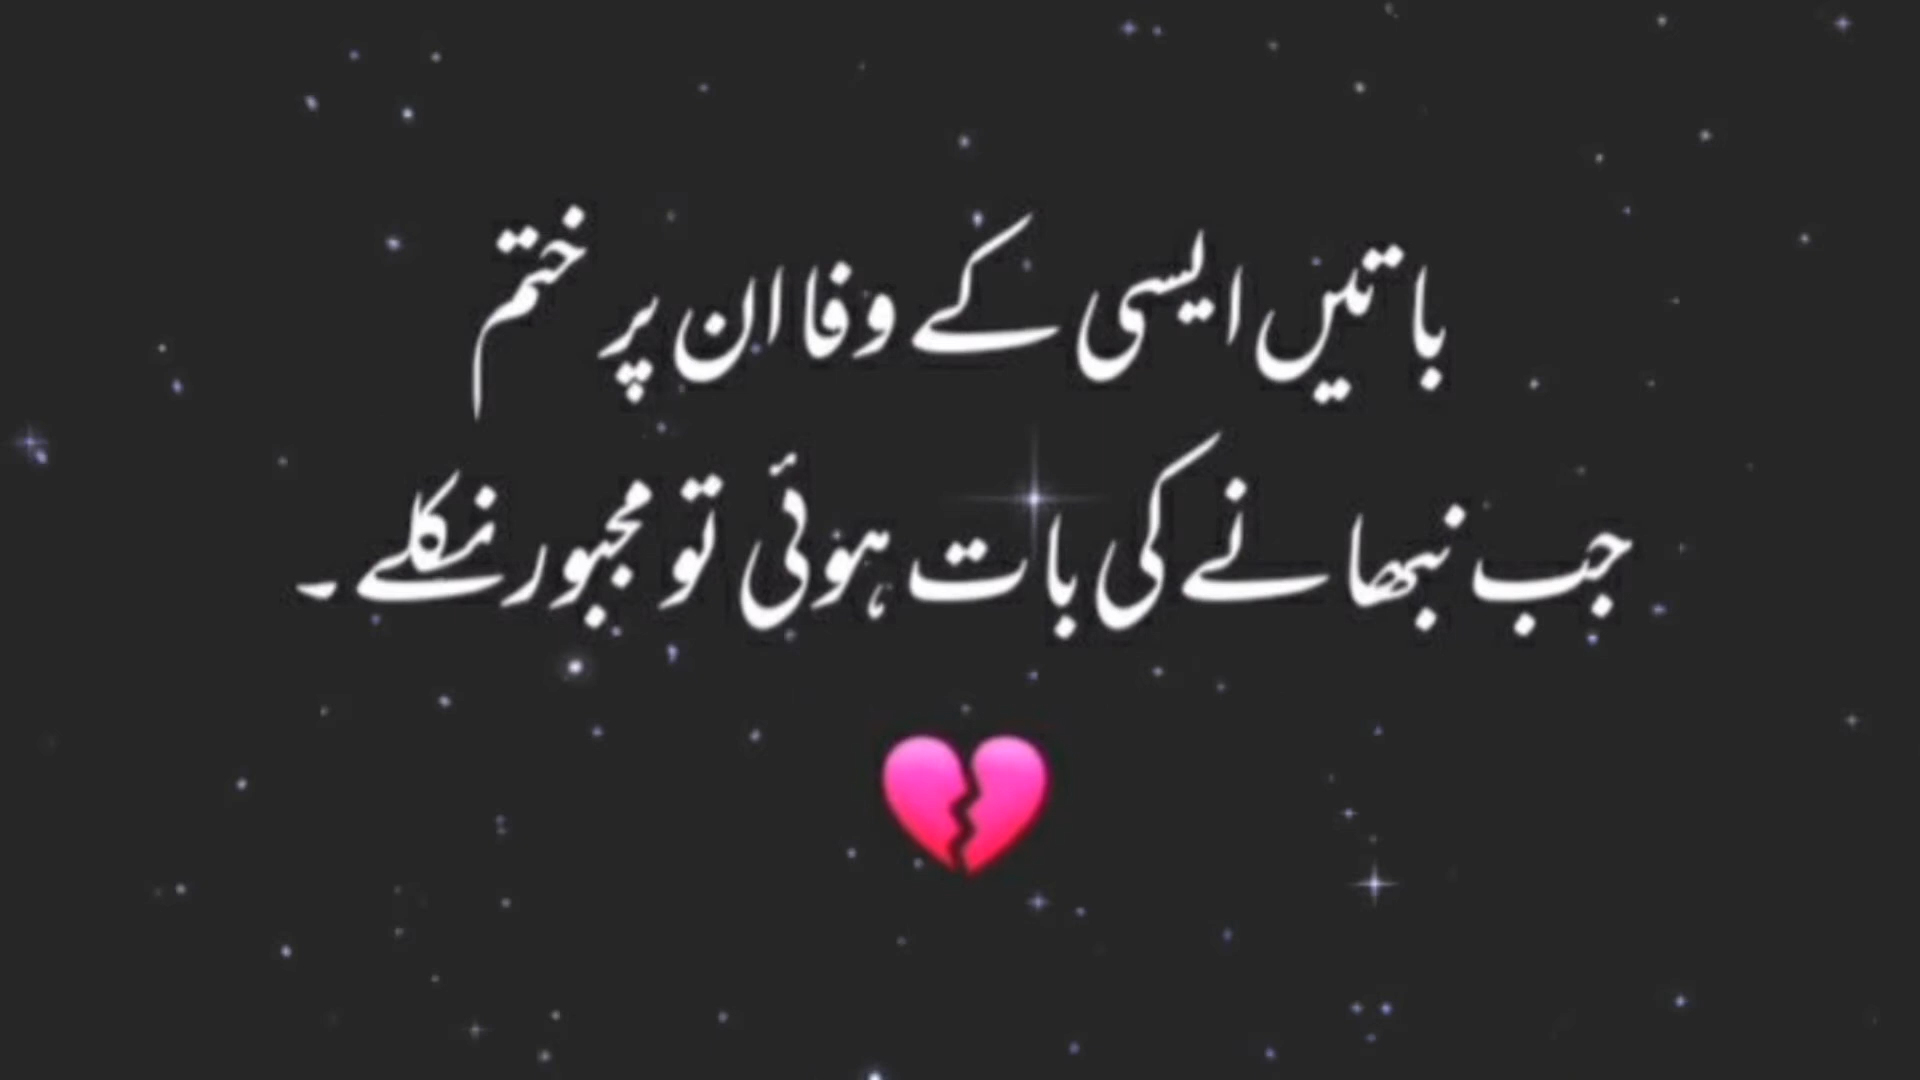 باتیں ایسی کے وفا ان پر ختم
جب نبھانے کی بات ہوئی تو مجبور نکلے ۔